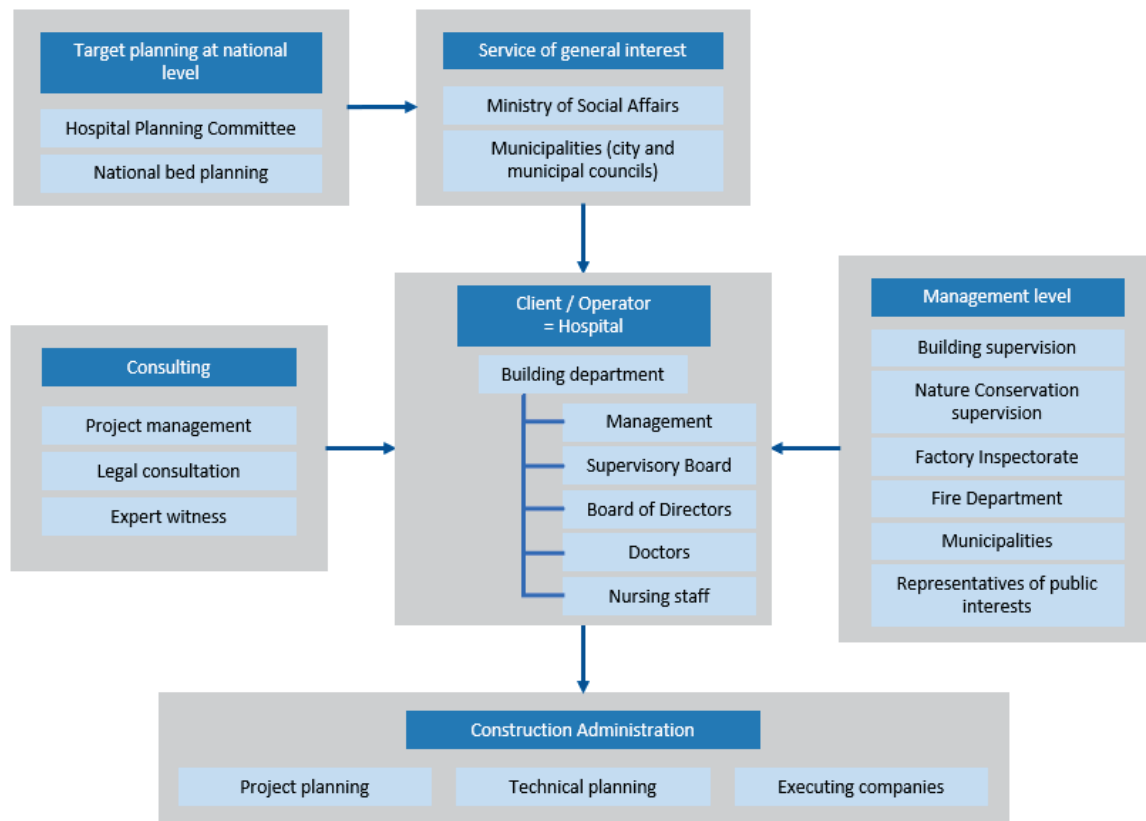 Target planning at national
level
Hospital Planning Committee
National bed planning
Service of general interest
Ministry of Social Affairs
Municipalities (city and
municipal councils)
Client / Operator
= Hospital
Building department
Management
Supervisory Board
Board of Directors
Doctors
Nursing staff
Consulting
Project management
Legal consultation
Expert witness
Management level
Building supervision
Nature Conservation
supervision
Factory Inspectorate
Fire Department
Municipalities
Representatives of public
interests
Construction Administration
Project planning
Technical planning
Executing companies